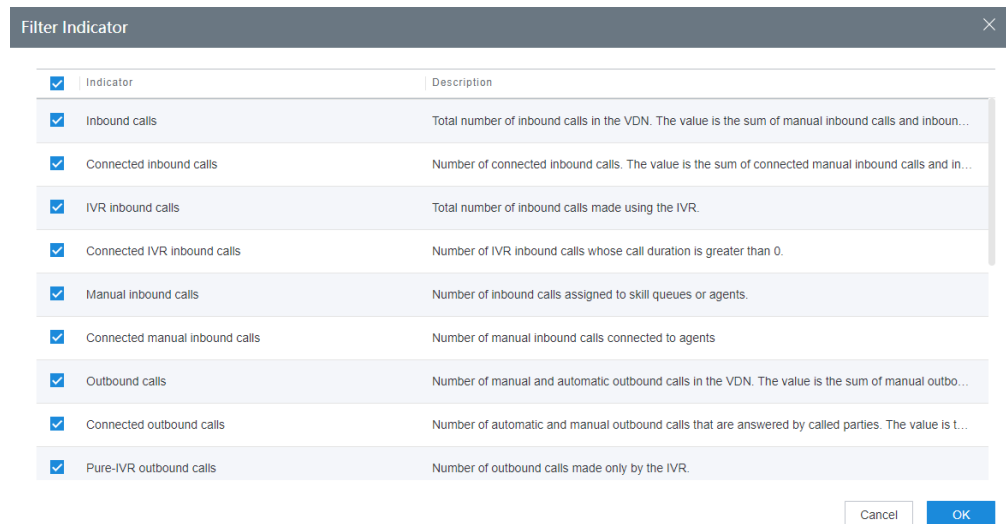 Filter Indicator
Indicator Description
Inbound calls Total number of inbound calls in the VDN. The value is the sum of manual inbound calls and inboun...
Connected inbound calls Number of connected inbound calls. The value is the sum of connected manual inbound calls and in...
IVR inbound calls Total number of inbound calls made using the IVR.
Connected IVR inbound calls Number of IVR inbound calls whose call duration is greater than 0.
Manual inbound calls Number of inbound calls assigned to skill queues or agents.
Connected manual inbound calls Number of manual inbound calls connected to agents
Outbound calls Number of manual and automatic outbound calls in the VDN. The value is the sum of manual outbo...
Connected outbound calls Number of automatic and manual outbound calls that are answered by called parties. The value is t...
Pure-IVR outbound calls Number of outbound calls made only by the IVR.
Cancel OK